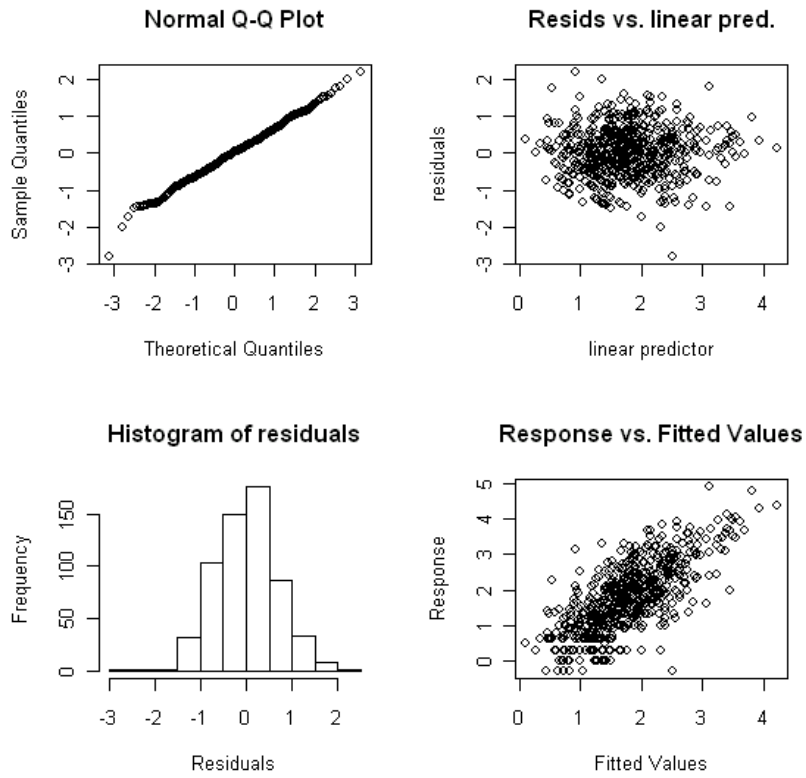 Normal Q-Q Plot
Sample Quantiles
2
1
0
-1
-2
-3
-3 -2 -1 0 1 2 3
Theoretical Quantiles
Resids vs. linear pred.
residuals
2
1
0
-1
-2
-3
0 1 2 3 4
linear predictor
Histogram of residuals
Frequency
150
100
50
0
-3 -2 -1 0 1 2
Residuals
Response vs. Fitted Values
Response
5
4
3
2
1
0
0 1 2 3 4
Fitted Values